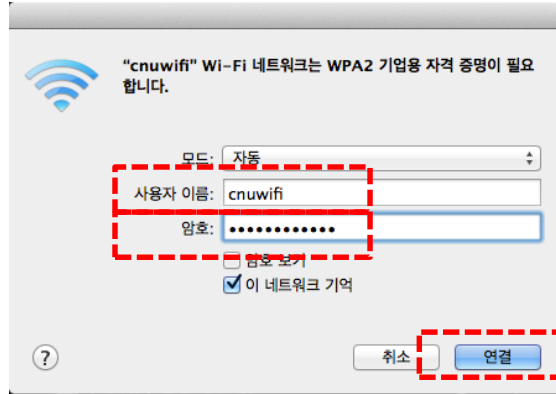 “cnuwifi” Wi-Fi 네트워크는 WPA2 기업용 자격 증명이 필요
합니다.
모드: 자동
사용자 이름: cnuwifi
암호: ••••••••••••
암호 보기
이 네트워크 기억
? 취소 연결